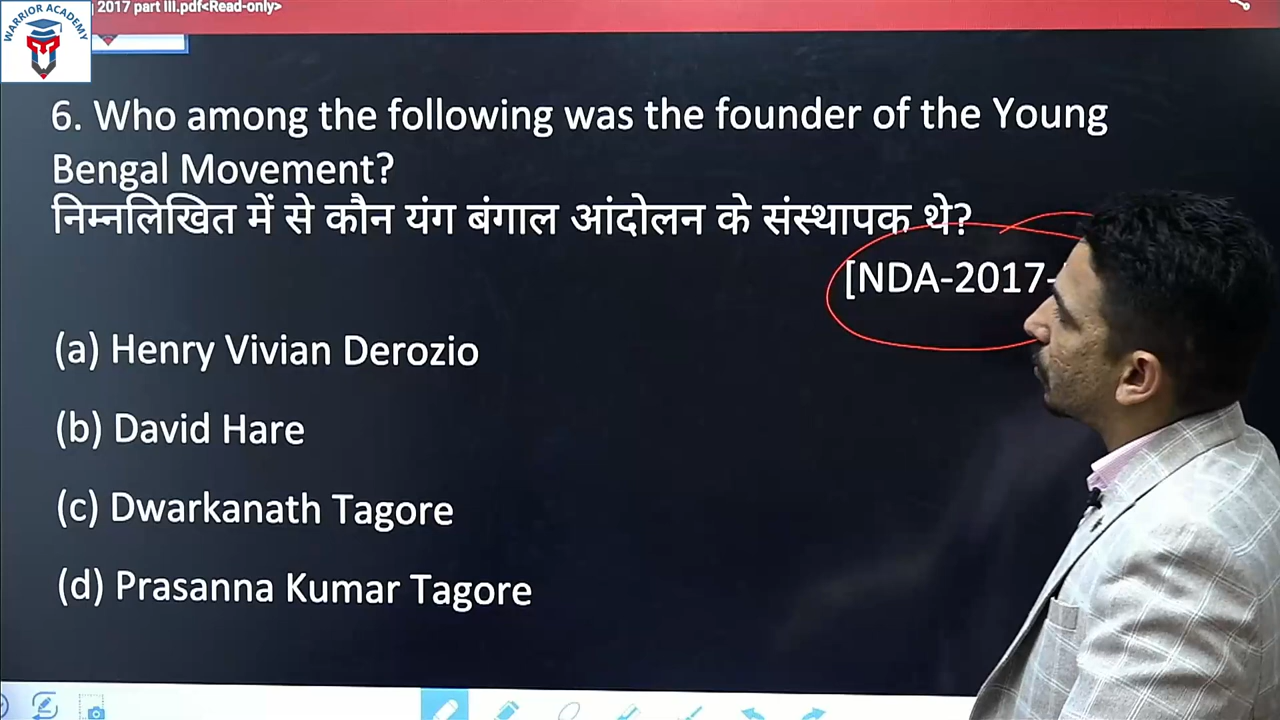 WARRIOR ACADEMY
2017 part III.pdf<Read-only>
6. Who among the following was the founder of the Young
Bengal Movement?
निम्नलिखित में से कौन यंग बंगाल आंदोलन के संस्थापक थे?
[NDA-2017-
(a) Henry Vivian Derozio
(b) David Hare
(c) Dwarkanath Tagore
(d) Prasanna Kumar Tagore